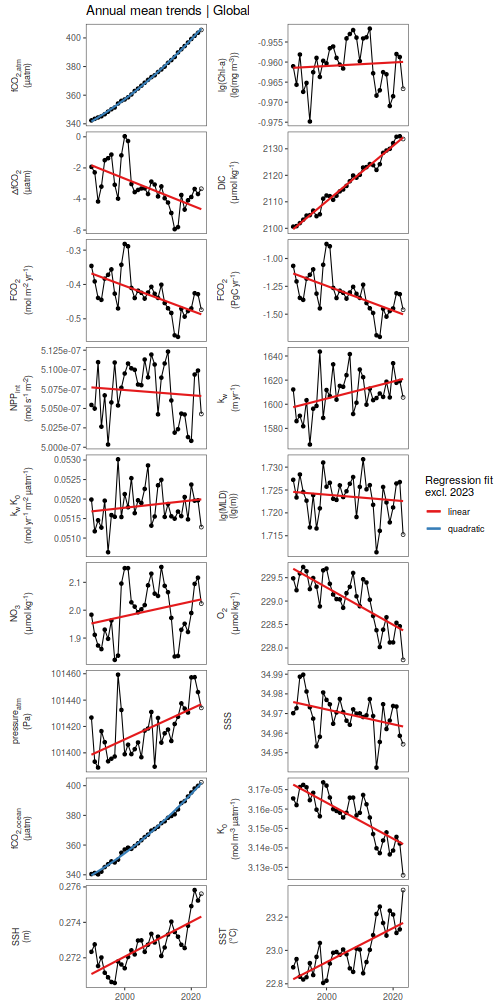 Annual mean trends | Global
fCO2,atm
(µatm)
400
380
360
340
lg(Chl-a)
(lg(mg m⁻³))
-0.955
-0.960
-0.965
-0.970
-0.975
ΔfCO2
(µatm)
0
-2
-4
-6
DIC
(µmol kg⁻¹)
2130
2120
2110
2100
FCO2
(mol m⁻² yr⁻¹)
-0.3
-0.4
-0.5
FCO2
(PgC yr⁻¹)
-1.00
-1.25
-1.50
NPPint
(mol s⁻¹ m⁻²)
5.125e-07
5.100e-07
5.075e-07
5.050e-07
5.025e-07
5.000e-07
kw
(m yr⁻¹)
1640
1620
1600
1580
kw K0
(mol yr⁻¹ m⁻² µatm⁻¹)
0.0530
0.0525
0.0520
0.0515
0.0510
lg(MLD)
(lg(m))
1.730
1.725
1.720
1.715
NO3
(µmol kg⁻¹)
2.1
2.0
1.9
O2
(µmol kg⁻¹)
229.5
229.0
228.5
228.0
pressureatm
(Pa)
101460
101440
101420
101400
SSS
34.99
34.98
34.97
34.96
34.95
fCO2,ocean
(µatm)
400
380
360
340
K0
(mol m⁻³ µatm⁻¹)
3.17e-05
3.16e-05
3.15e-05
3.14e-05
3.13e-05
SSH
(m)
0.276
0.274
0.272
SST
(°C)
23.2
23.0
22.8
2000
2020
2000
2020
Regression fit
excl. 2023
linear
quadratic